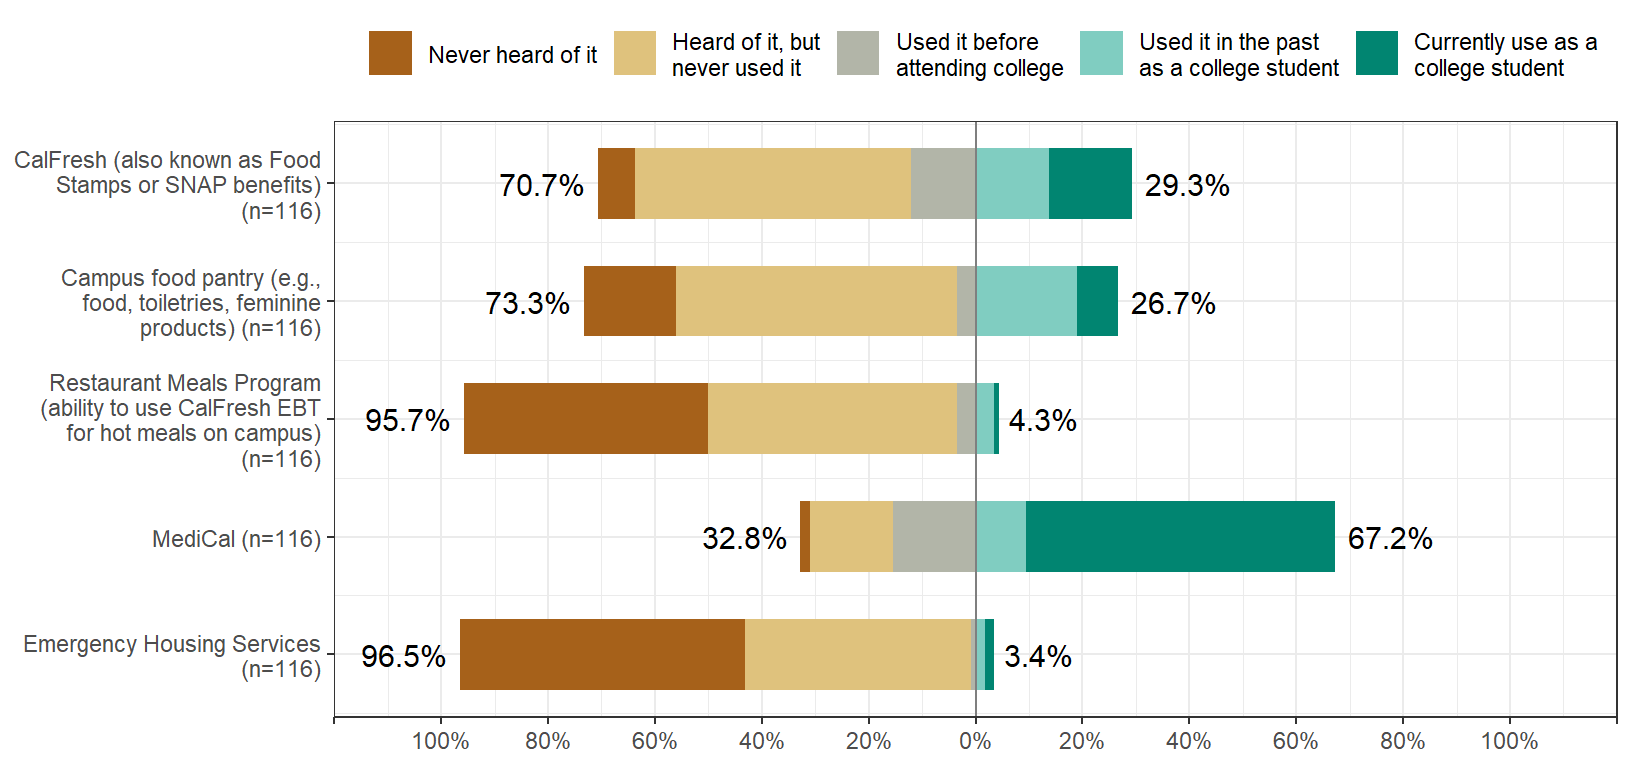 Never heard of it
Heard of it, but
never used it
Used it before
attending college
Used it in the past
as a college student
Currently use as a
college student
CalFresh (also known as Food
Stamps or SNAP benefits)
(n=116)
70.7%
29.3%
Campus food pantry (e.g.,
food, toiletries, feminine
products) (n=116)
73.3%
26.7%
Restaurant Meals Program
(ability to use CalFresh EBT
for hot meals on campus)
(n=116)
95.7%
4.3%
MediCal (n=116)
32.8%
67.2%
Emergency Housing Services
(n=116)
96.5%
3.4%
100% 80% 60% 40% 20% 0% 20% 40% 60% 80% 100%